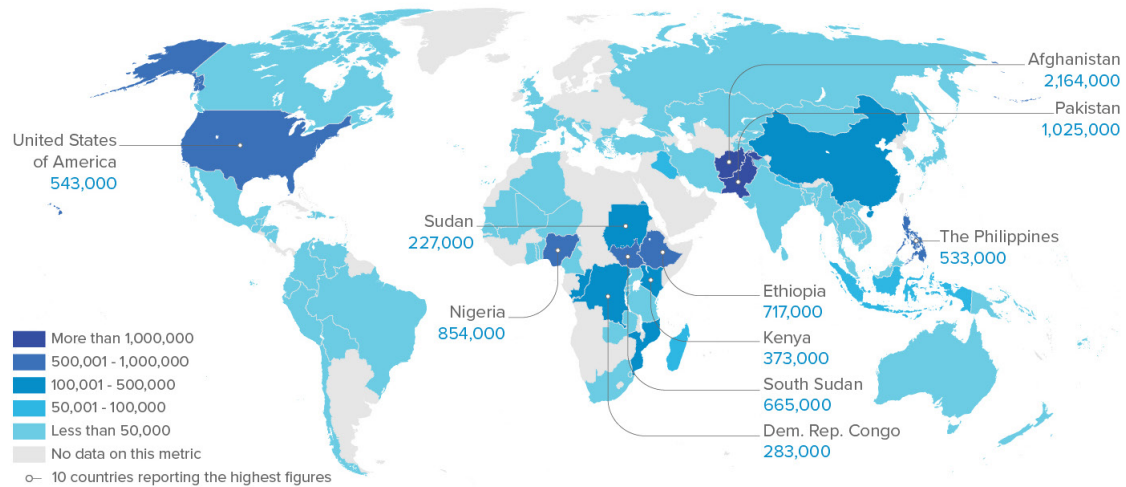 Afghanistan
2,164,000
Pakistan
1,025,000
United States
of America
543,000
Sudan
227,000
The Philippines
533,000
Nigeria
854,000
Ethiopia
717,000
Kenya
373,000
South Sudan
665,000
Dem. Rep. Congo
283,000
More than 1,000,000
500,001 - 1,000,000
100,001 - 500,000
50,001 - 100,000
Less than 50,000
No data on this metric
10 countries reporting the highest figures